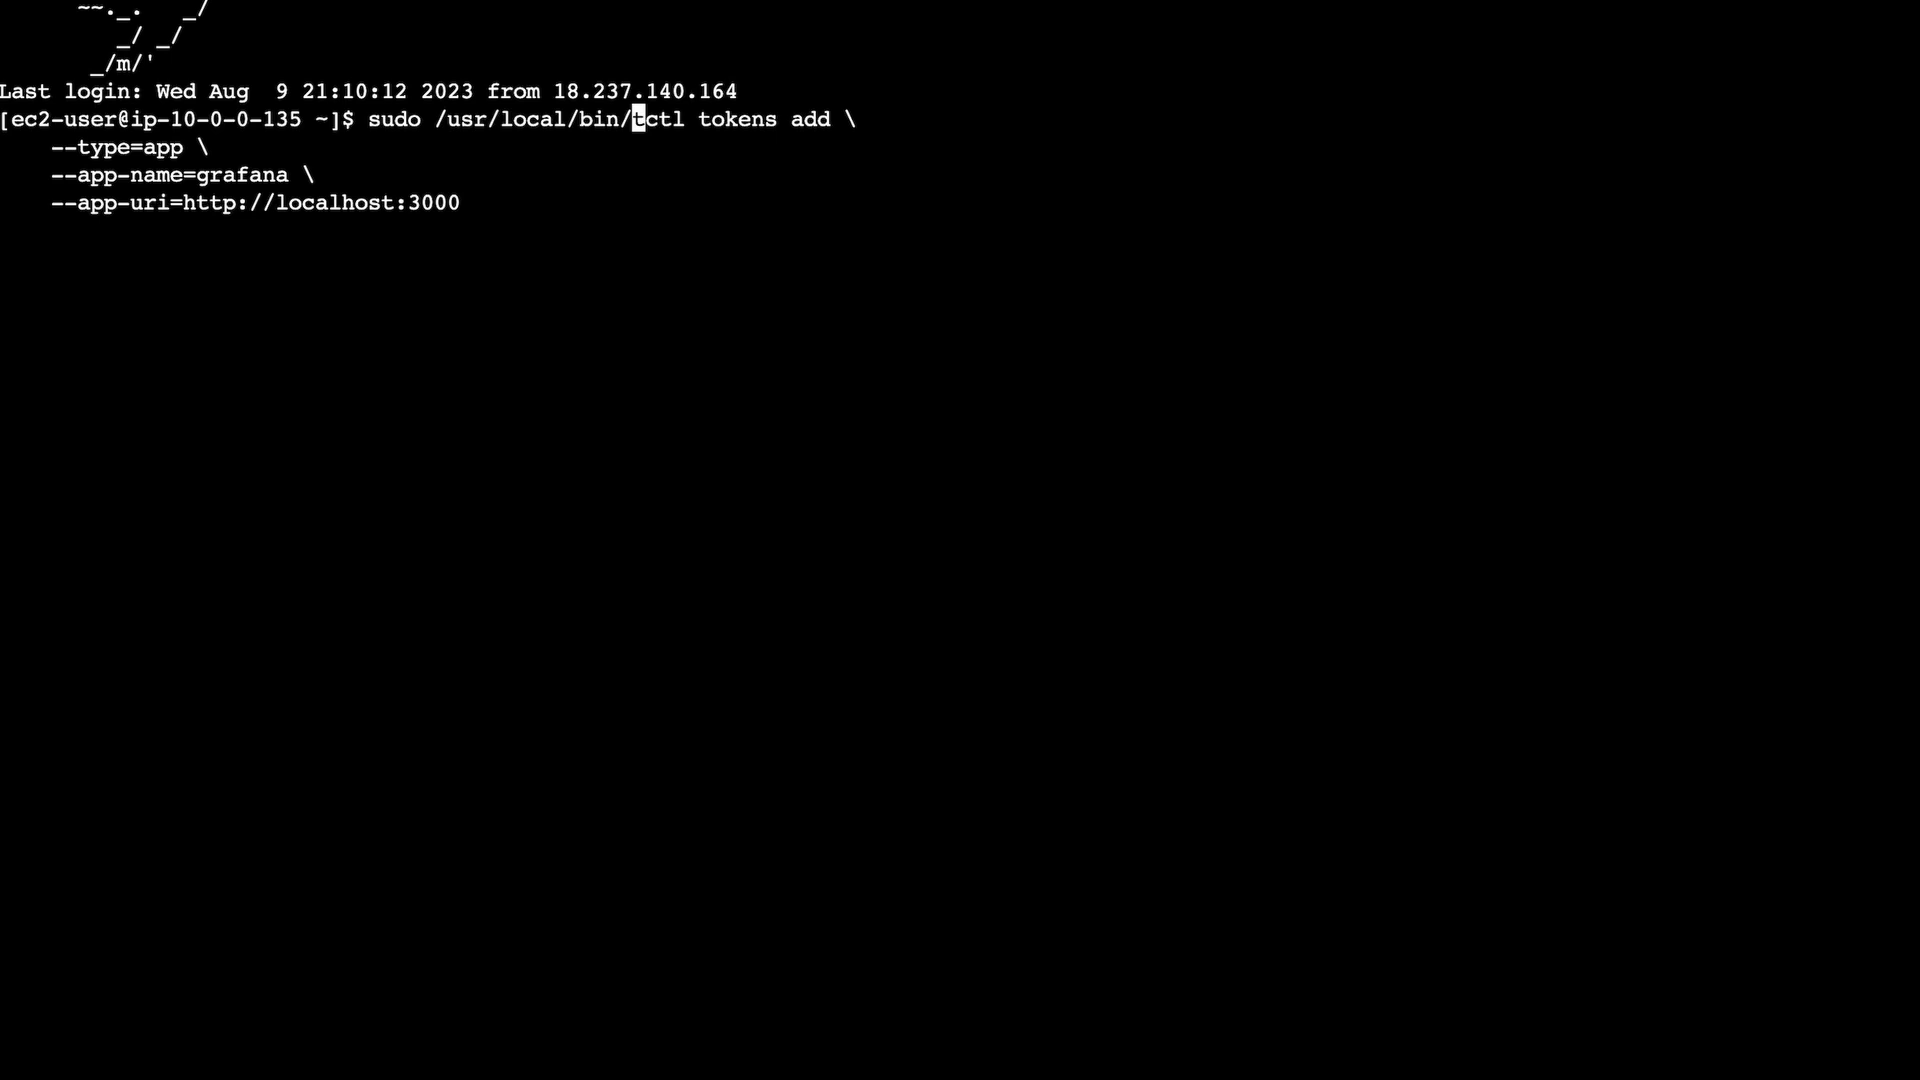 ~~._.   _/
_/ _/
_/m/'
Last login: Wed Aug  9 21:10:12 2023 from 18.237.140.164
[ec2-user@ip-10-0-0-135 ~]$ sudo /usr/local/bin/tctl tokens add \
    --type=app \
    --app-name=grafana \
    --app-uri=http://localhost:3000